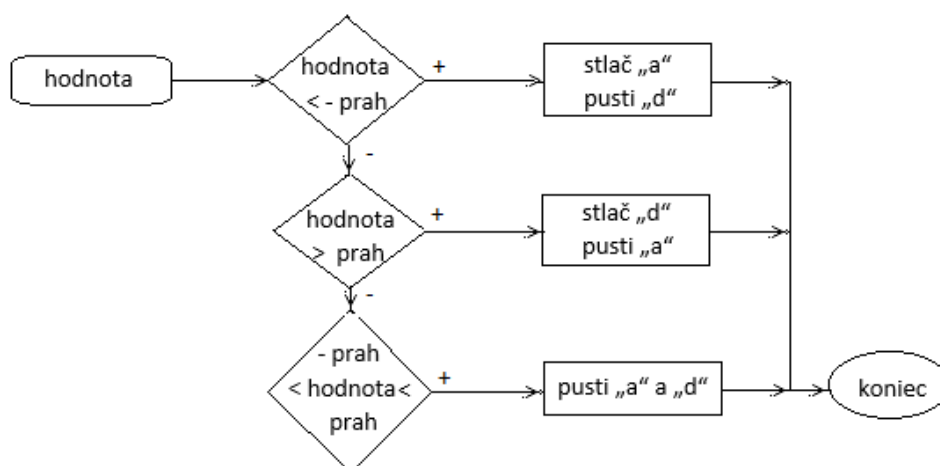 hodnota
hodnota
< - prah
+
stlač „a“
pusti „d“
-
hodnota
> prah
+
stlač „d“
pusti „a“
-
- prah
< hodnota<
prah
+
pusti „a“ a „d“
koniec